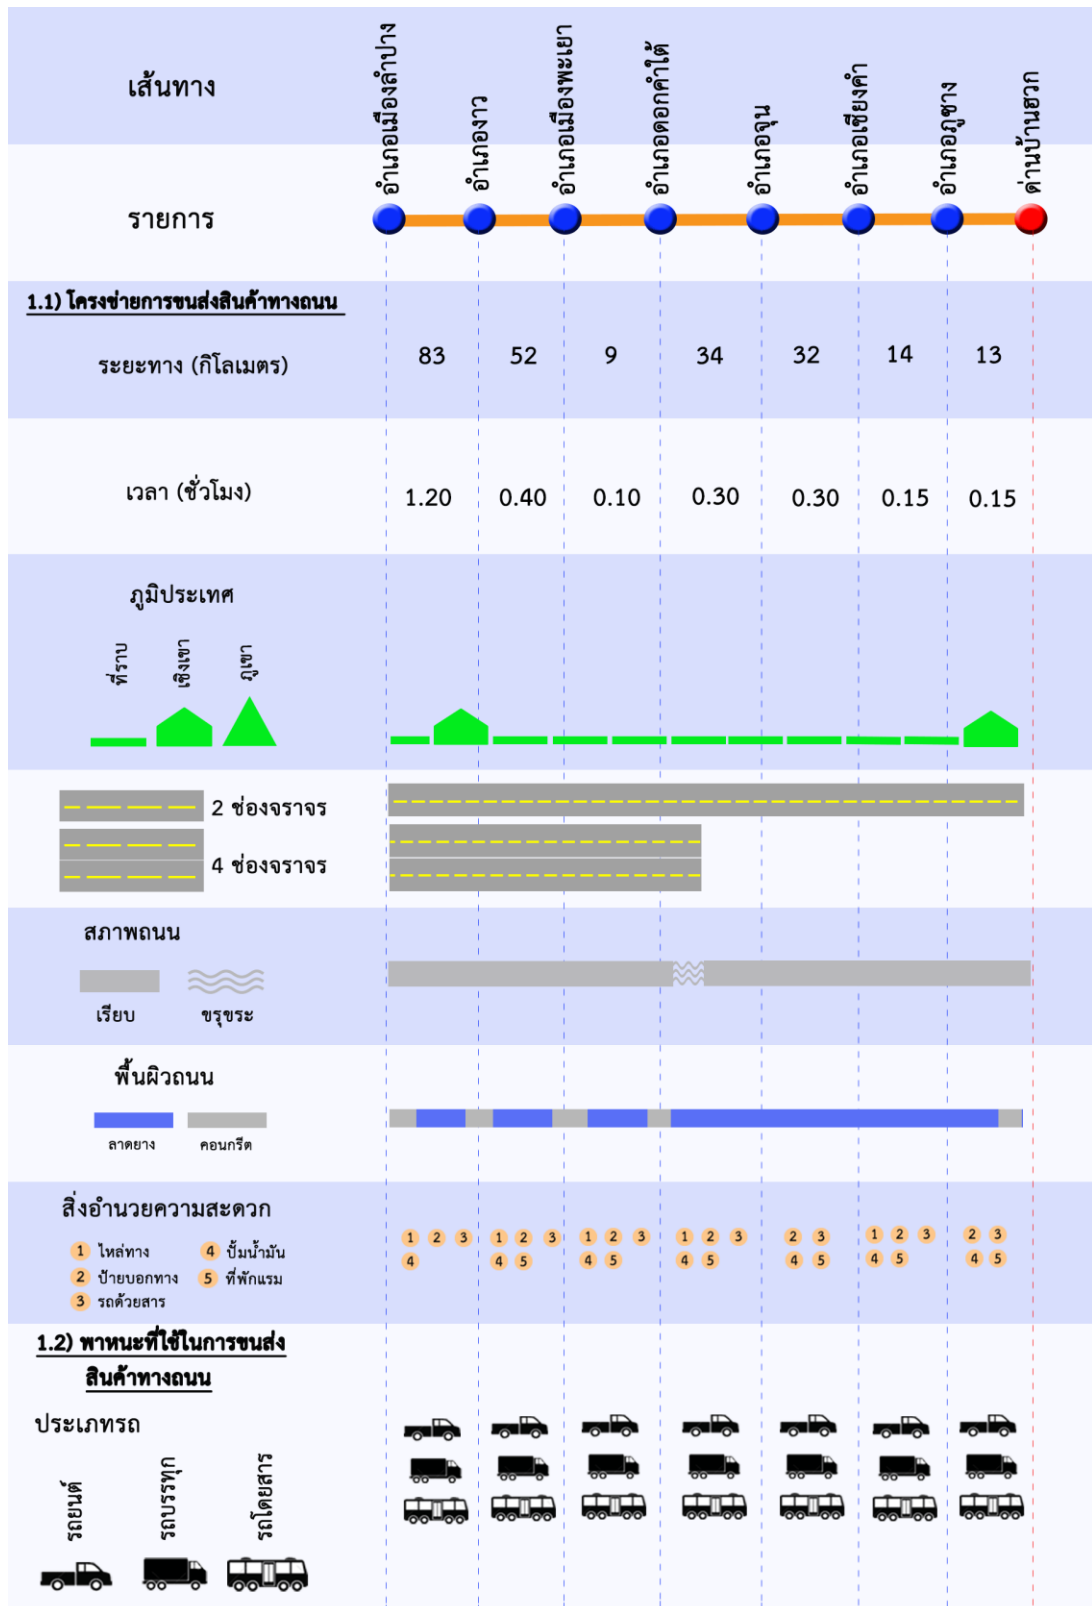 เส้นทาง
อำเภอเมืองลำปาง
อำเภองาว
อำเภอเมืองพะเยา
อำเภอดอกคำใต้
อำเภอจุน
อำเภอเชียงคำ
อำเภอภูซาง
ด่านบ้านฮวก
รายการ
1.1) โครงข่ายการขนส่งสินค้าทางถนน
ระยะทาง (กิโลเมตร) 83 52 9 34 32 14 13
เวลา (ชั่วโมง) 1.20 0.40 0.10 0.30 0.30 0.15 0.15
ภูมิประเทศ
ที่ราบ
เชิงเขา
ภูเขา
2 ช่องจราจร
4 ช่องจราจร
สภาพถนน
เรียบ ขรุขระ
พื้นผิวถนน
ลาดยาง คอนกรีต
สิ่งอำนวยความสะดวก
1 ไหล่ทาง 4 ปั้มน้ำมัน
2 ป้ายบอกทาง 5 ที่พักแรม
3 รถด้วยสาร
1 2 3 1 2 3 1 2 3 1 2 3 2 3 1 2 3 2 3
4 4 5 4 5 4 5 4 5 4 5 4 5
1.2) พาหนะที่ใช้ในการขนส่ง
สินค้าทางถนน
ประเภทรถ
รถยนต์
รถบรรทุก
รถโดยสาร